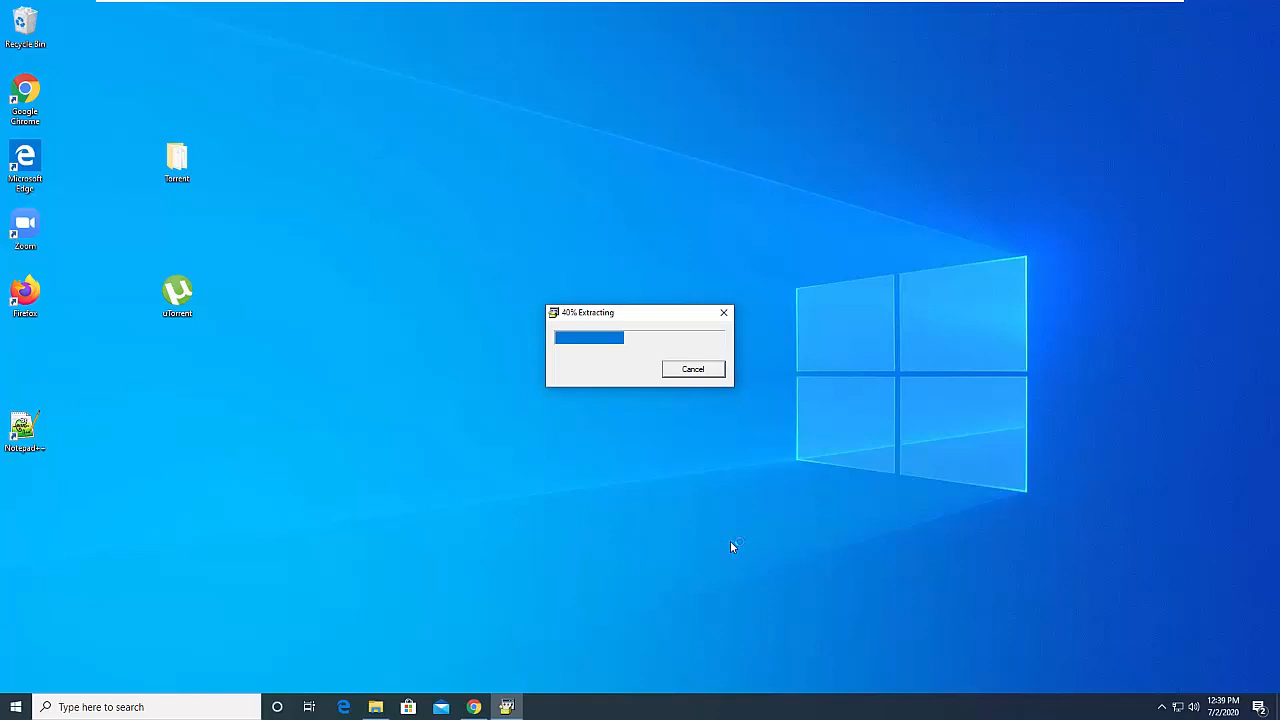 Recycle Bin
Google
Chrome
Microsoft
Edge
Torrent
Zoom
Firefox
uTorrent
Notepad++
40% Extracting
Cancel
Type here to search
12:39 PM
7/2/2020
2